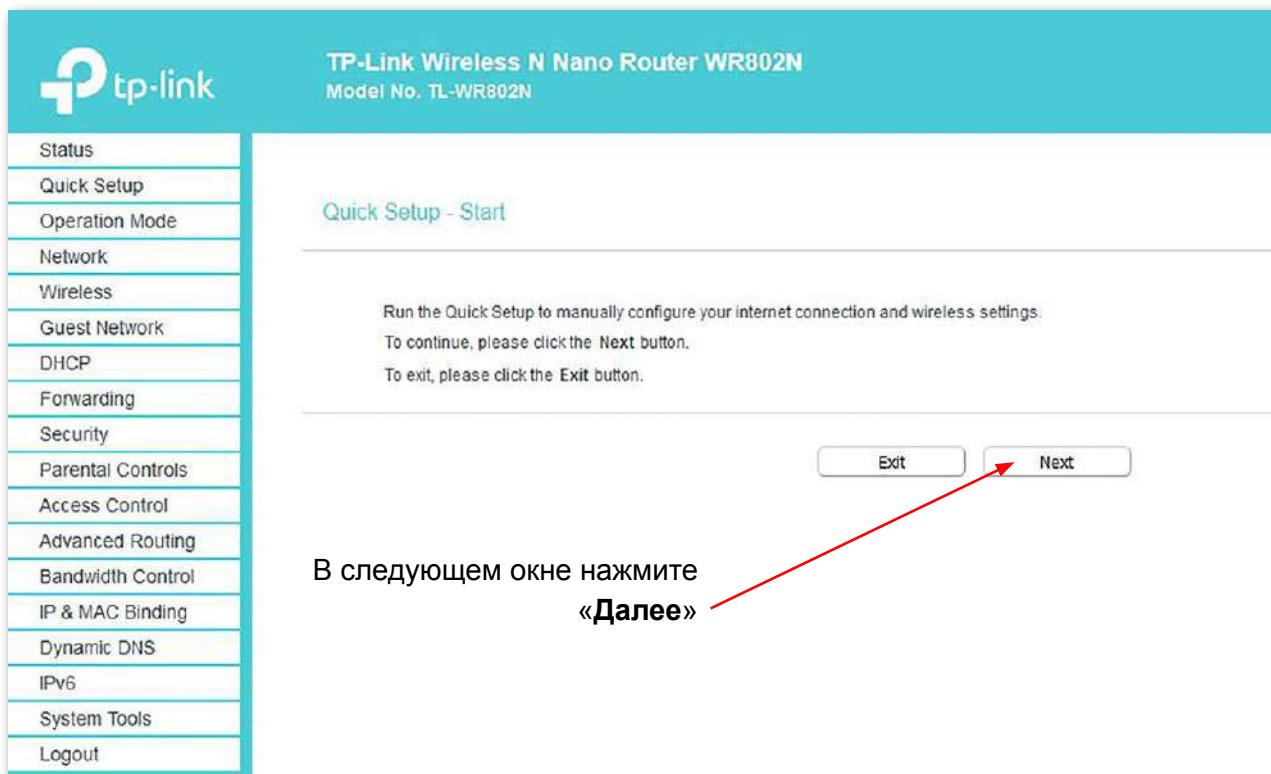 tp-link
TP-Link Wireless N Nano Router WR802N
Model No. TL-WR802N
Status
Quick Setup
Operation Mode
Network
Wireless
Guest Network
DHCP
Forwarding
Security
Parental Controls
Access Control
Advanced Routing
Bandwidth Control
IP & MAC Binding
Dynamic DNS
IPv6
System Tools
Logout
Quick Setup - Start
Run the Quick Setup to manually configure your internet connection and wireless settings.
To continue, please click the Next button.
To exit, please click the Exit button.
Exit
Next
В следующем окне нажмите
«Далее»